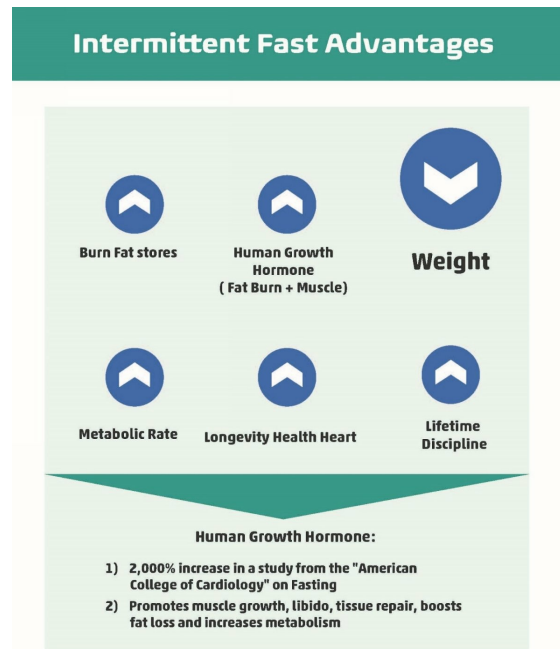 Intermittent Fast Advantages
Burn Fat stores
Human Growth
Hormone
( Fat Burn + Muscle)
Weight
Metabolic Rate
Longevity Health Heart
Lifetime
Discipline
Human Growth Hormone:
1) 2,000% increase in a study from the "American
College of Cardiology" on Fasting
2) Promotes muscle growth, libido, tissue repair, boosts
fat loss and increases metabolism